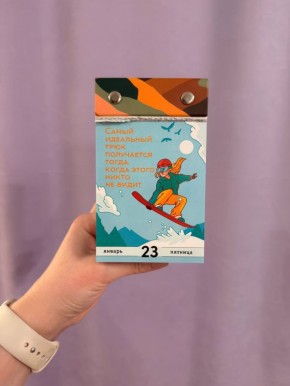 Самый
идеальный
трюк
получается
тогда,
когда этого
никто
не видит.
январь 23 пятница